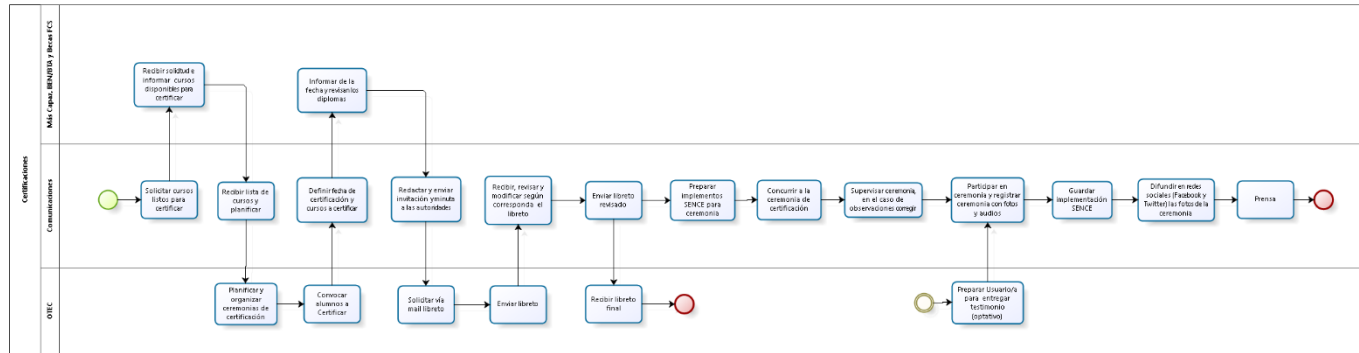 Certificaciones
Más Capaz, BEN/BTA y Becas FCS
Recibir solicitud e
informar cursos
disponibles para
certificar
Informar de la
fecha y revisan los
diplomas
Comunicaciones
Solicitar cursos
listos para certificar
Recibir lista de
cursos y
planificar
Definir fecha de
certificación y
cursos a certificar
Redactar y enviar
invitación y minuta
a las autoridades
Recibir, revisar y
modificar según
corresponda el
libreto
Enviar libreto
revisado
Preparar
implementos
SENCE para
ceremonia
Concurrir a la
ceremonia de
certificación
Supervisar ceremonia,
en el caso de
observaciones corregir
Participar en
ceremonia y registrar
ceremonia con fotos
y audios
Guardar
implementación
SENCE
Difundir en redes
sociales (Facebook y
Twitter) las fotos de la
ceremonia
Prensa
OTEC
Planificar y
organizar
ceremonias de
certificación
Convocar
alumnos a
Certificar
Solicitar vía
mail libreto
Enviar libreto
Recibir libreto
final
Preparar Usuario/a
para entregar
testimonio
(optativo)